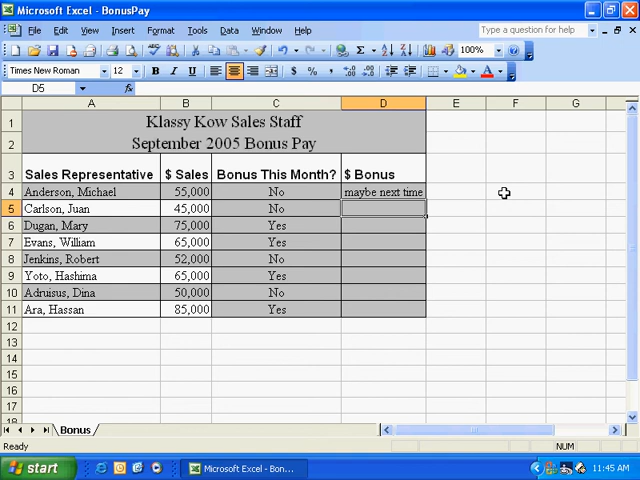 Microsoft Excel - BonusPay
File Edit View Insert Format Tools Data Window Help
Type a question for help
100%
Times New Roman 12 B I U $ % ,
D5 fx
A B C D E F G H
1 Klassy Kow Sales Staff
2 September 2005 Bonus Pay
3 Sales Representative $ Sales Bonus This Month? $ Bonus
4 Anderson, Michael 55,000 No maybe next time
5 Carlson, Juan 45,000 No
6 Dugan, Mary 75,000 Yes
7 Evans, William 65,000 Yes
8 Jenkins, Robert 52,000 No
9 Yoto, Hashima 65,000 Yes
10 Adruisus, Dina 50,000 No
11 Ara, Hassan 85,000 Yes
12
13
14
15
16
17
18
Bonus
Ready NUM
start Microsoft Excel - Bon... 11:45 AM